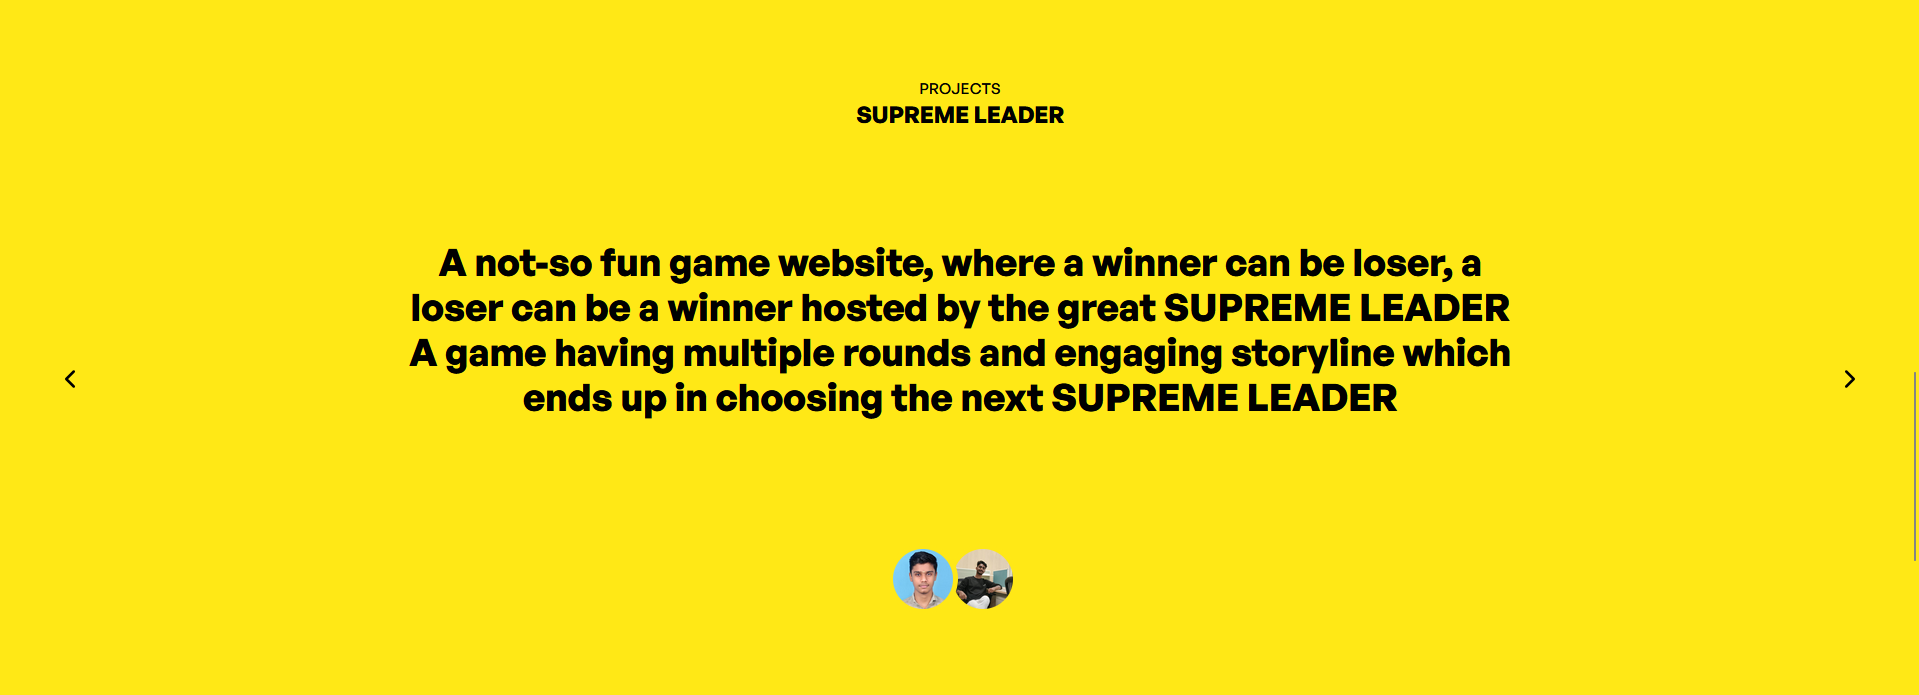 PROJECTS
SUPREME LEADER
A not-so fun game website, where a winner can be loser, a
loser can be a winner hosted by the great SUPREME LEADER
A game having multiple rounds and engaging storyline which
ends up in choosing the next SUPREME LEADER